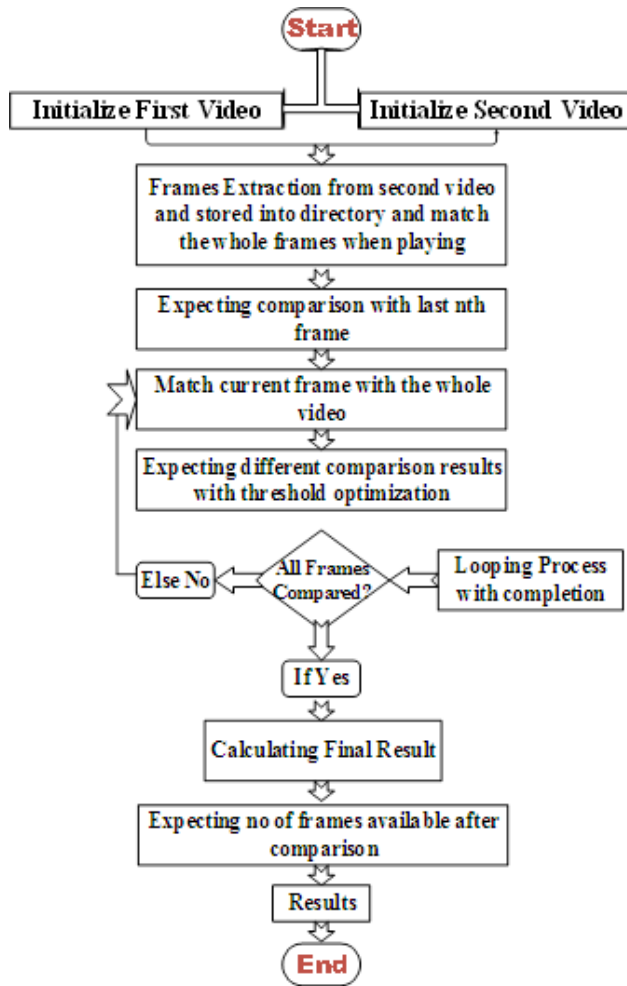 Start
Initialize First Video
Initialize Second Video
Frames Extraction from second video
and stored into directory and match
the whole frames when playing
Expecting comparison with last nth
frame
Match current frame with the whole
video
Expecting different comparison results
with threshold optimization
All Frames
Compared?
Else No
Looping Process
with completion
If Yes
Calculating Final Result
Expecting no of frames available after
comparison
Results
End